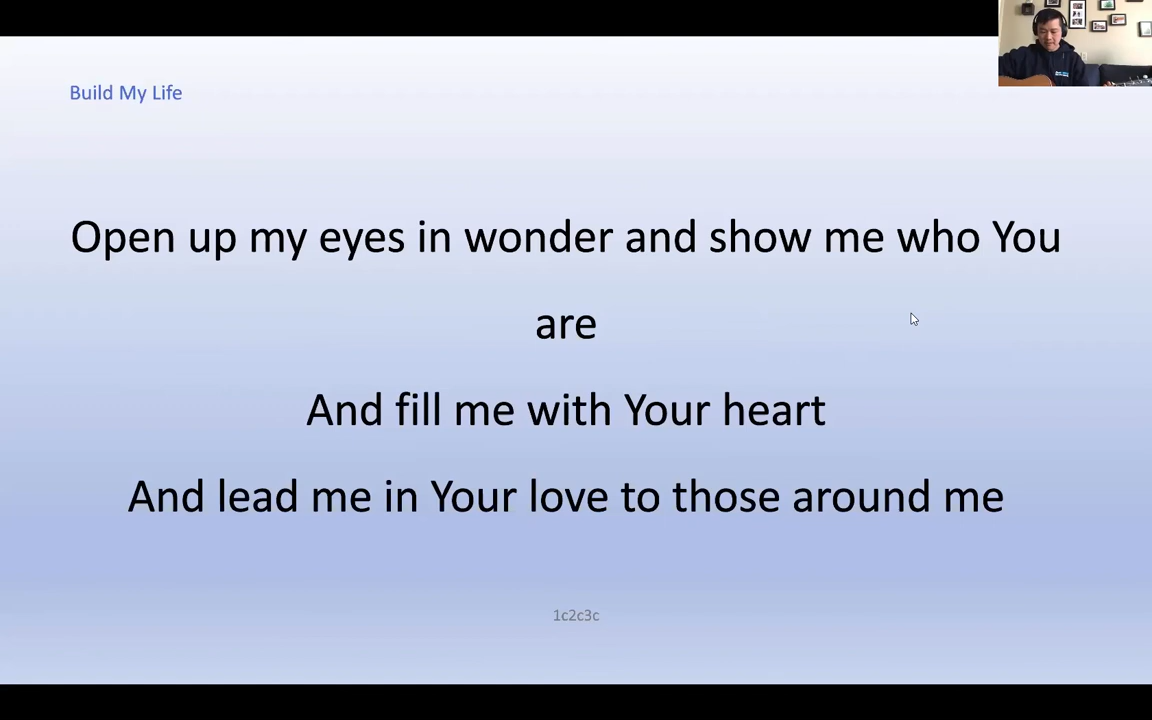 Build My Life
Open up my eyes in wonder and show me who You
are
And fill me with Your heart
And lead me in Your love to those around me
1c2c3c